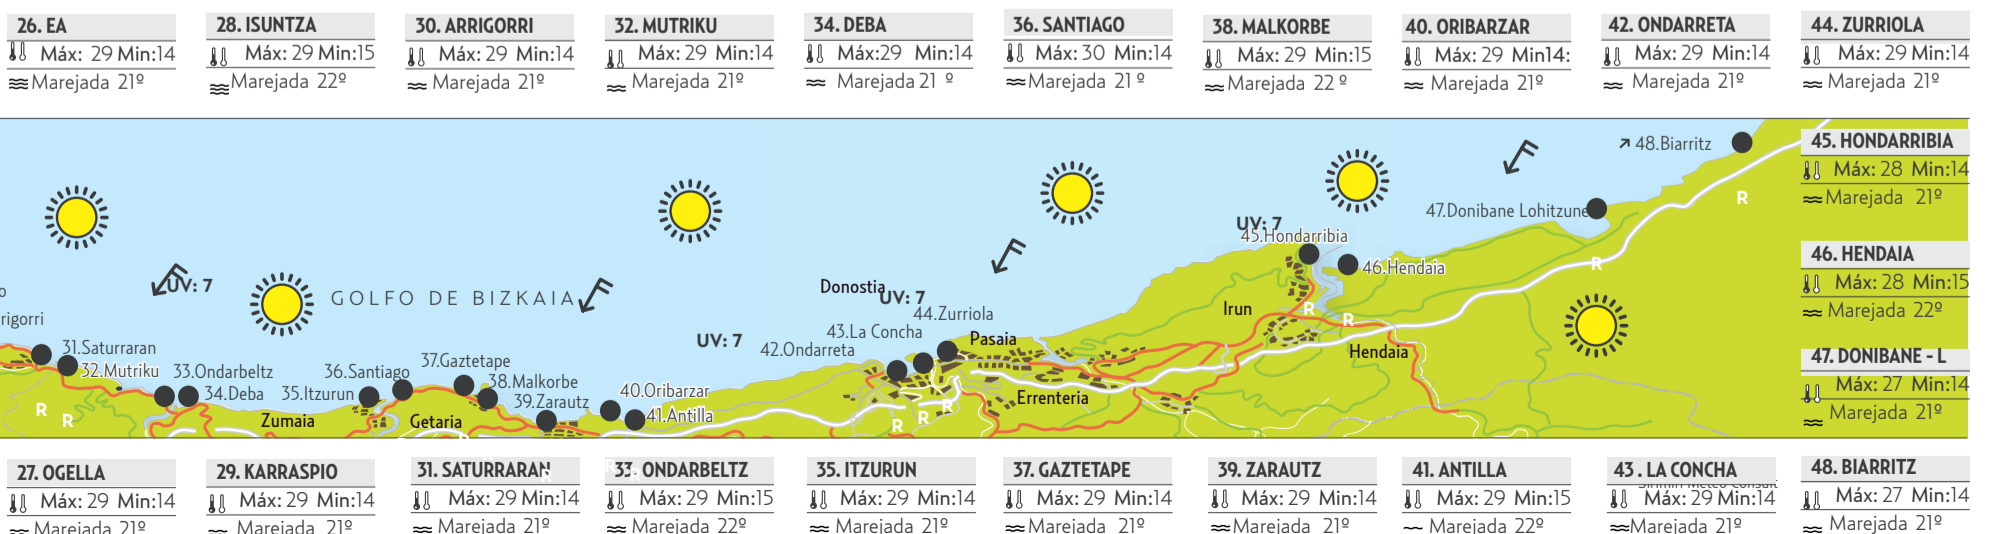 26. EA
Máx: 29 Min:14
Marejada 21º
28. ISUNTZA
Máx: 29 Min:15
Marejada 22º
30. ARRIGORRI
Máx: 29 Min:14
Marejada 21º
32. MUTRIKU
Máx: 29 Min:14
Marejada 21º
34. DEBA
Máx:29 Min:14
Marejada 21 º
36. SANTIAGO
Máx: 30 Min:14
Marejada 21 º
38. MALKORBE
Máx: 29 Min:15
Marejada 22 º
40. ORIBARZAR
Máx: 29 Min14:
Marejada 21º
42. ONDARRETA
Máx: 29 Min:14
Marejada 21º
44. ZURRIOLA
Máx: 29 Min:14
Marejada 21º
48.Biarritz
R
47.Donibane Lohitzune
R
UV: 7
45.Hondarribia
46.Hendaia
UV: 7
GOLFO DE BIZKAIA
Donostia
UV: 7
44.Zurriola
UV: 7
43.La Concha
42.Ondarreta
Pasaia
Irun
R
R
Hendaia
Errenteria
R
R
R
o
rigorri
31.Saturraran
32.Mutriku
33.Ondarbeltz
34.Deba
36.Santiago
35.Itzurun
37.Gaztetape
38.Malkorbe
39.Zarautz
40.Oribarzar
41.Antilla
R
R
Zumaia
Getaria
45. HONDARRIBIA
Máx: 28 Min:14
Marejada 21º
46. HENDAIA
Máx: 28 Min:15
Marejada 22º
47. DONIBANE - L
Máx: 27 Min:14
Marejada 21º
27. OGELLA
Máx: 29 Min:14
Marejada 21º
29. KARRASPIO
Máx: 29 Min:14
Marejada 21º
31. SATURRARAN
Máx: 29 Min:14
Marejada 21º
33. ONDARBELTZ
Máx: 29 Min:15
Marejada 22º
35. ITZURUN
Máx: 29 Min:14
Marejada 21º
37. GAZTETAPE
Máx: 29 Min:14
Marejada 21º
39. ZARAUTZ
Máx: 29 Min:14
Marejada 21º
41. ANTILLA
Máx: 29 Min:15
Marejada 22º
43 . LA CONCHA
Máx: 29 Min:14
Marejada 21º
48. BIARRITZ
Máx: 27 Min:14
Marejada 21º